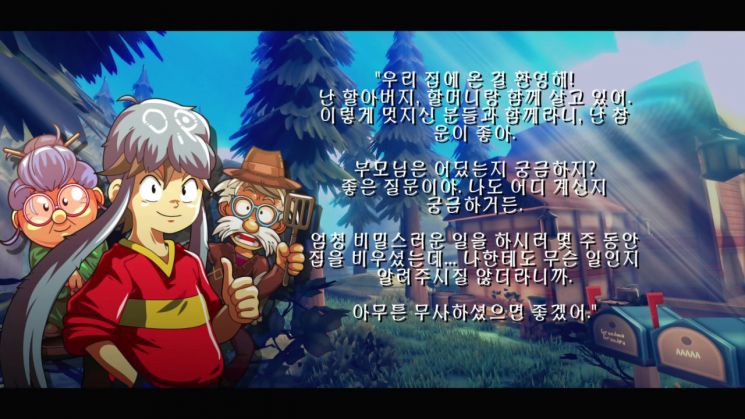 "우리 집에 온 걸 환영해!
난 할아버지, 할머니랑 함께 살고 있어.
이렇게 멋지신 분들과 함께라니, 난 참
운이 좋아.
부모님은 어딨는지 궁금하지?
좋은 질문이야. 나도 어디 계신지
궁금하거든.
엄청 비밀스러운 일을 하시러 몇 주 동안
집을 비우셨는데... 나한테도 무슨 일인지
알려주시질 않더라니까.
아무튼 무사하셨으면 좋겠어."
Grandma
Grandpa
AAAAA